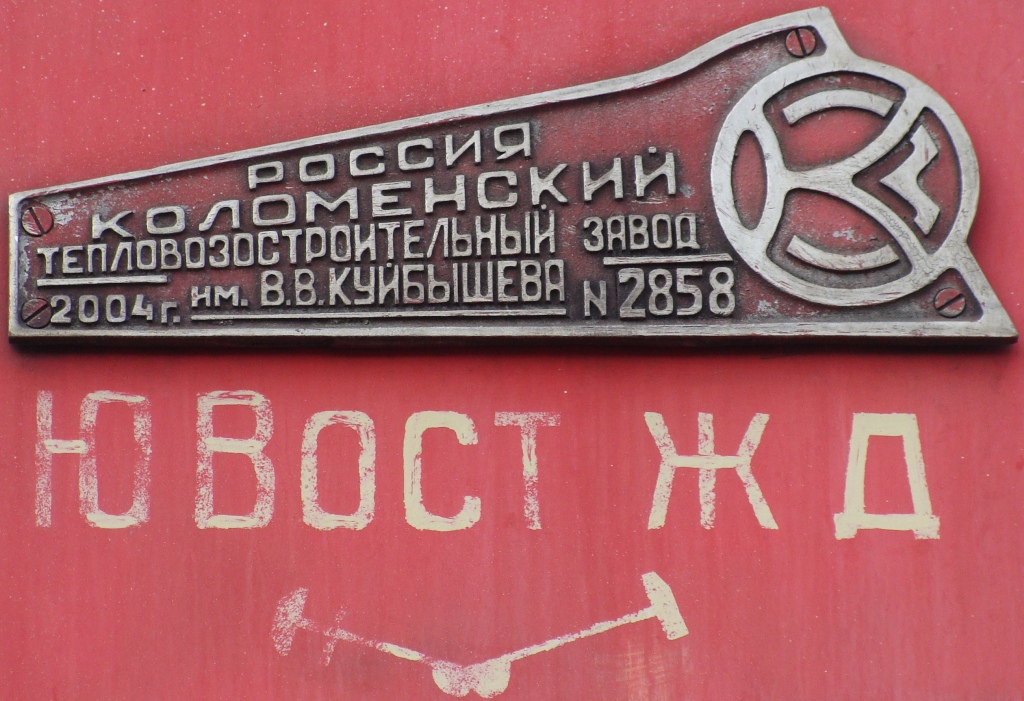 РОССИЯ
КОЛОМЕНСКИЙ
ТЕПЛОВОЗОСТРОИТЕЛЬНЫЙ ЗАВОД
2004г. им. В.В.КУЙБЫШЕВА N 2858
ЮВОСТ ЖД